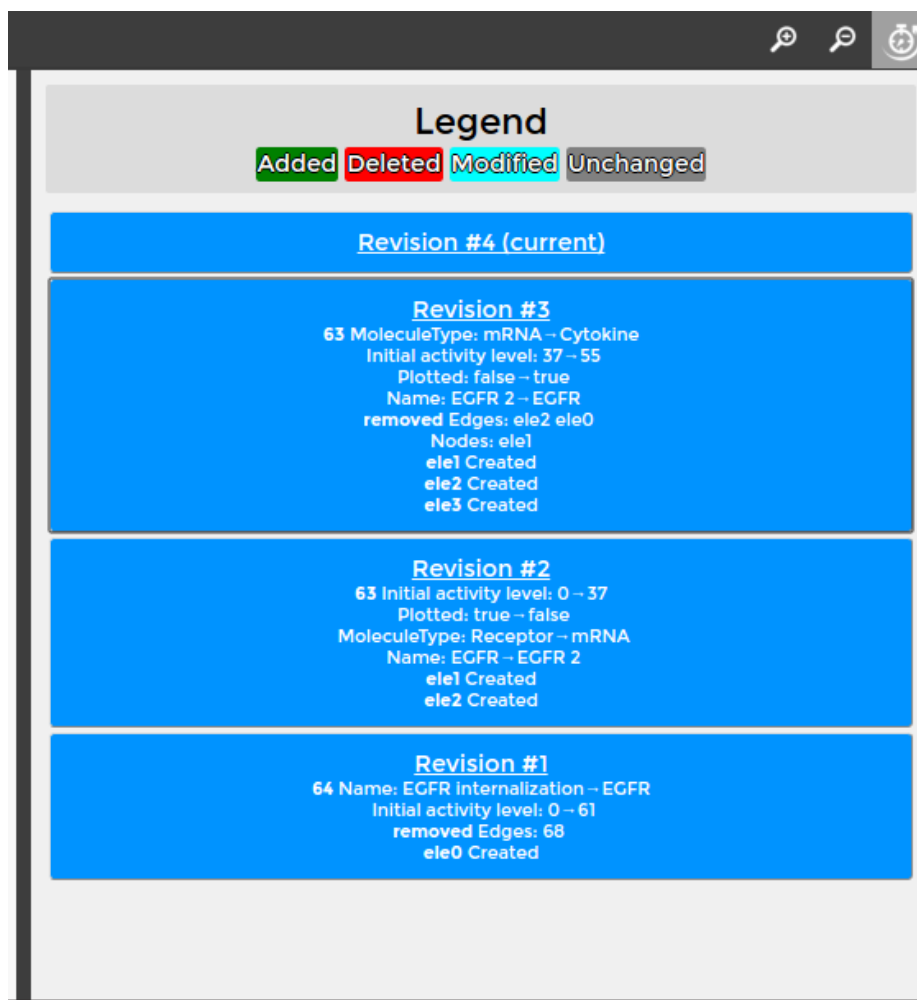 Legend
Added Deleted Modified Unchanged
Revision #4 (current)
Revision #3
63 MoleculeType: mRNA→Cytokine
Initial activity level: 37→55
Plotted: false→true
Name: EGFR 2→EGFR
removed Edges: ele2 ele0
Nodes: ele1
ele1 Created
ele2 Created
ele3 Created
Revision #2
63 Initial activity level: 0→37
Plotted: true→false
MoleculeType: Receptor→mRNA
Name: EGFR→EGFR 2
ele1 Created
ele2 Created
Revision #1
64 Name: EGFR internalization→EGFR
Initial activity level: 0→61
removed Edges: 68
ele0 Created